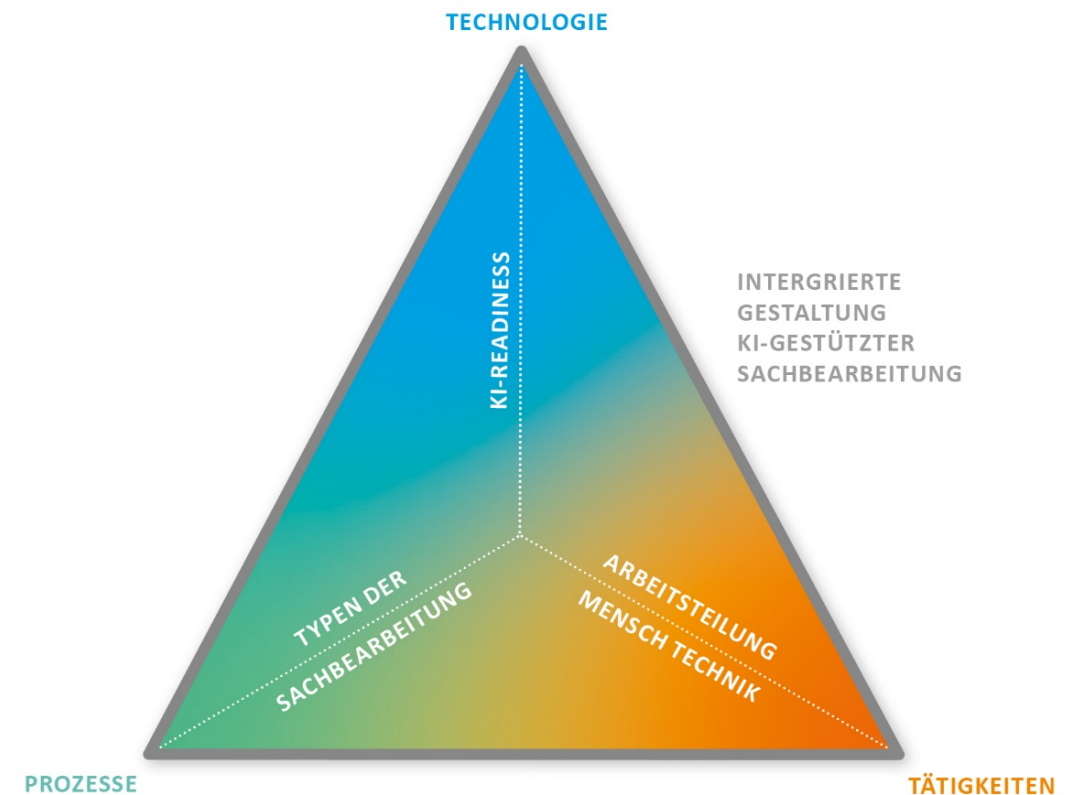 TECHNOLOGIE
KI-READINESS
INTERGRIERTE
GESTALTUNG
KI-GESTÜTZTER
SACHBEARBEITUNG
TYPEN DER
SACHBEARBEITUNG
ARBEITSTEILUNG
MENSCH TECHNIK
PROZESSE
TÄTIGKEITEN